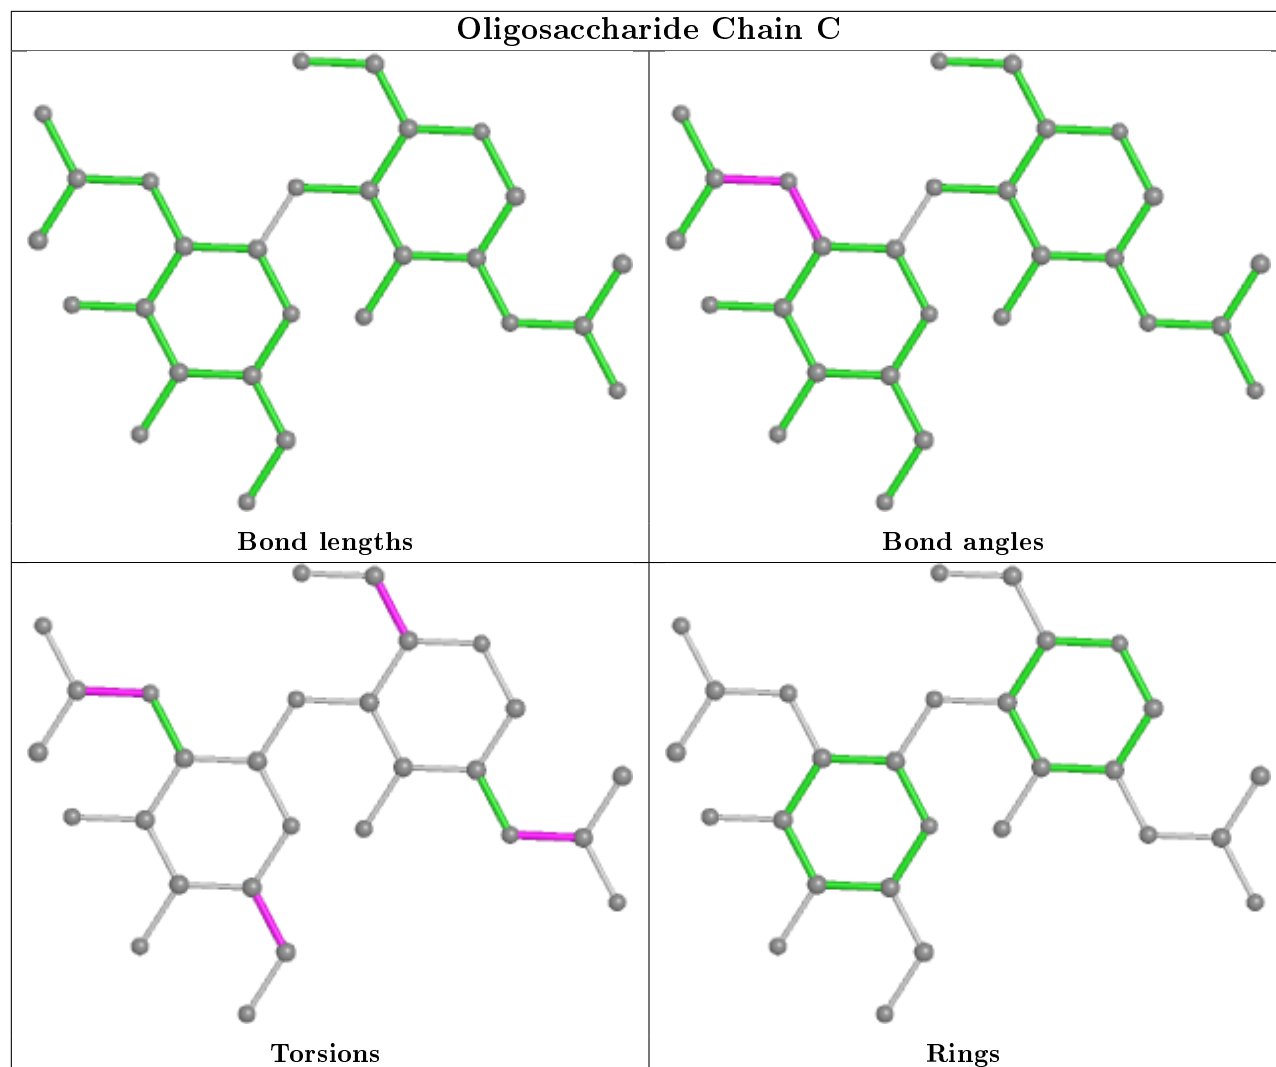 Oligosaccharide Chain C
Bond lengths
Bond angles
Torsions
Rings